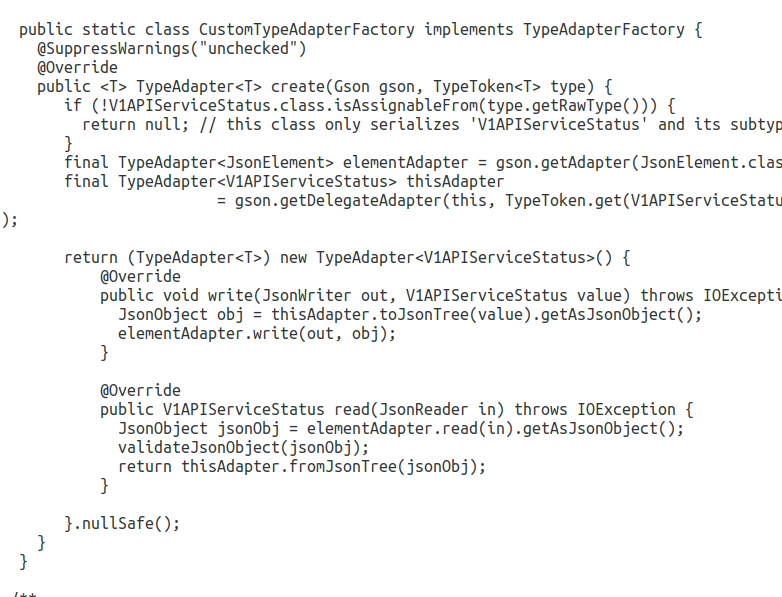 public static class CustomTypeAdapterFactory implements TypeAdapterFactory {
@SuppressWarnings("unchecked")
@Override
public <T> TypeAdapter<T> create(Gson gson, TypeToken<T> type) {
if (!V1APIServiceStatus.class.isAssignableFrom(type.getRawType())) {
return null; // this class only serializes 'V1APIServiceStatus' and its subtyp
}
final TypeAdapter<JsonElement> elementAdapter = gson.getAdapter(JsonElement.clas
final TypeAdapter<V1APIServiceStatus> thisAdapter
= gson.getDelegateAdapter(this, TypeToken.get(V1APIServiceStatu
);
return (TypeAdapter<T>) new TypeAdapter<V1APIServiceStatus>() {
@Override
public void write(JsonWriter out, V1APIServiceStatus value) throws IOExcepti
JsonObject obj = thisAdapter.toJsonTree(value).getAsJsonObject();
elementAdapter.write(out, obj);
}
@Override
public V1APIServiceStatus read(JsonReader in) throws IOException {
JsonObject jsonObj = elementAdapter.read(in).getAsJsonObject();
validateJsonObject(jsonObj);
return thisAdapter.fromJsonTree(jsonObj);
}
}.nullSafe();
}
}
/**